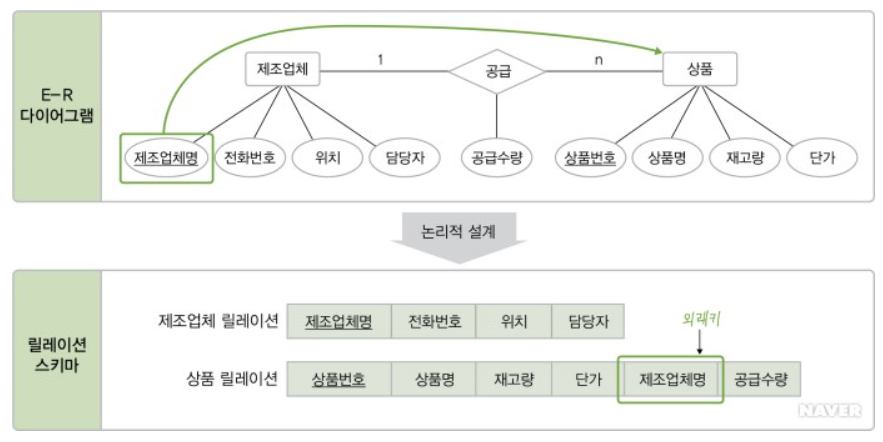 E-R
다이어그램
제조업체
1
공급
n
상품
제조업체명
전화번호
위치
담당자
공급수량
상품번호
상품명
재고량
단가
논리적 설계
릴레이션
스키마
제조업체 릴레이션
제조업체명
전화번호
위치
담당자
외래키
상품 릴레이션
상품번호
상품명
재고량
단가
제조업체명
공급수량
NAVER